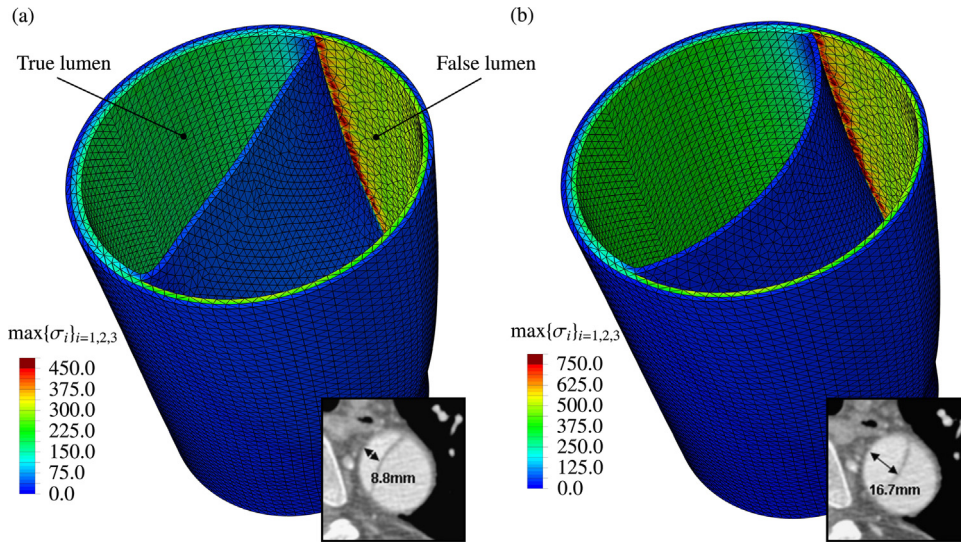 (a)
True lumen
False lumen
max{σᵢ}ᵢ₌₁,₂,₃
450.0
375.0
300.0
225.0
150.0
75.0
0.0
8.8mm
(b)
max{σᵢ}ᵢ₌₁,₂,₃
750.0
625.0
500.0
375.0
250.0
125.0
0.0
16.7mm